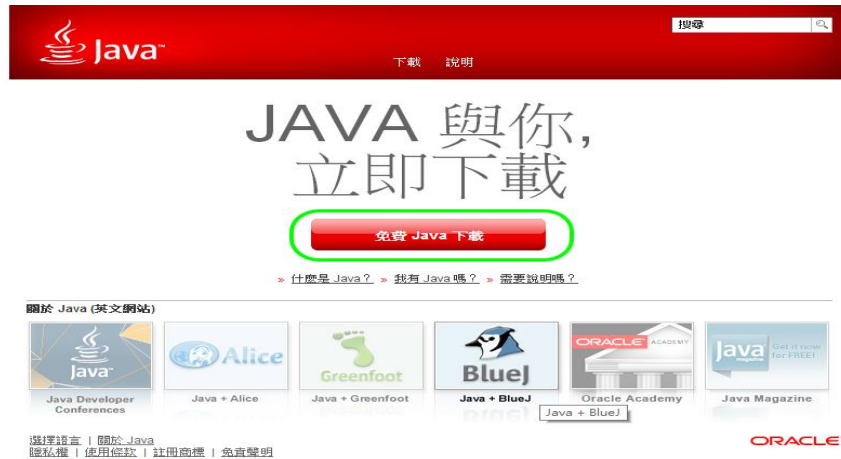 搜尋
Java™
下載 說明
JAVA 與你,
立即下載
免費 Java 下載
» 什麼是 Java? » 我有 Java 嗎? » 需要說明嗎?
關於 Java (英文網站)
Java
Alice
Greenfoot
BlueJ
ORACLE ACADEMY
Java magazine
Get it now for FREE!
Java Developer Conferences
Java + Alice
Java + Greenfoot
Java + BlueJ
Oracle Academy
Java Magazine
Java + BlueJ
選擇語言 | 關於 Java
隱私權 | 使用條款 | 註冊商標 | 免責聲明
ORACLE